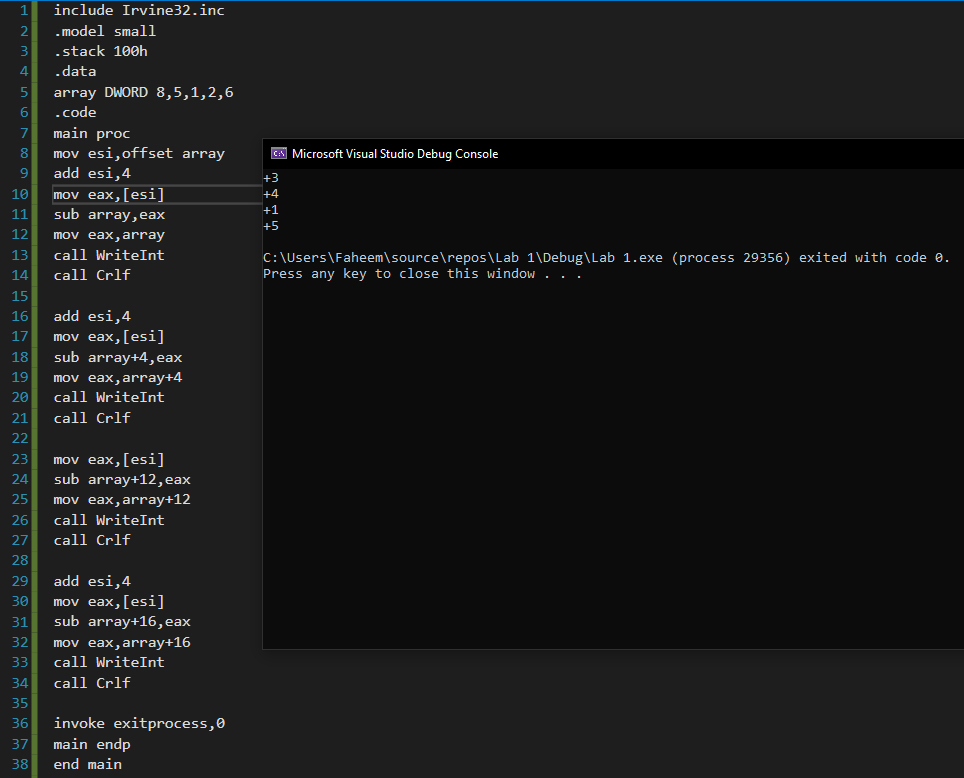 1 include Irvine32.inc
2 .model small
3 .stack 100h
4 .data
5 array DWORD 8,5,1,2,6
6 .code
7 main proc
8 mov esi,offset array
9 add esi,4
10 mov eax,[esi]
11 sub array,eax
12 mov eax,array
13 call WriteInt
14 call Crlf
15
16 add esi,4
17 mov eax,[esi]
18 sub array+4,eax
19 mov eax,array+4
20 call WriteInt
21 call Crlf
22
23 mov eax,[esi]
24 sub array+12,eax
25 mov eax,array+12
26 call WriteInt
27 call Crlf
28
29 add esi,4
30 mov eax,[esi]
31 sub array+16,eax
32 mov eax,array+16
33 call WriteInt
34 call Crlf
35
36 invoke exitprocess,0
37 main endp
38 end main
C:\ Microsoft Visual Studio Debug Console
+3
+4
+1
+5
C:\Users\Faheem\source\repos\Lab 1\Debug\Lab 1.exe (process 29356) exited with code 0.
Press any key to close this window . . .